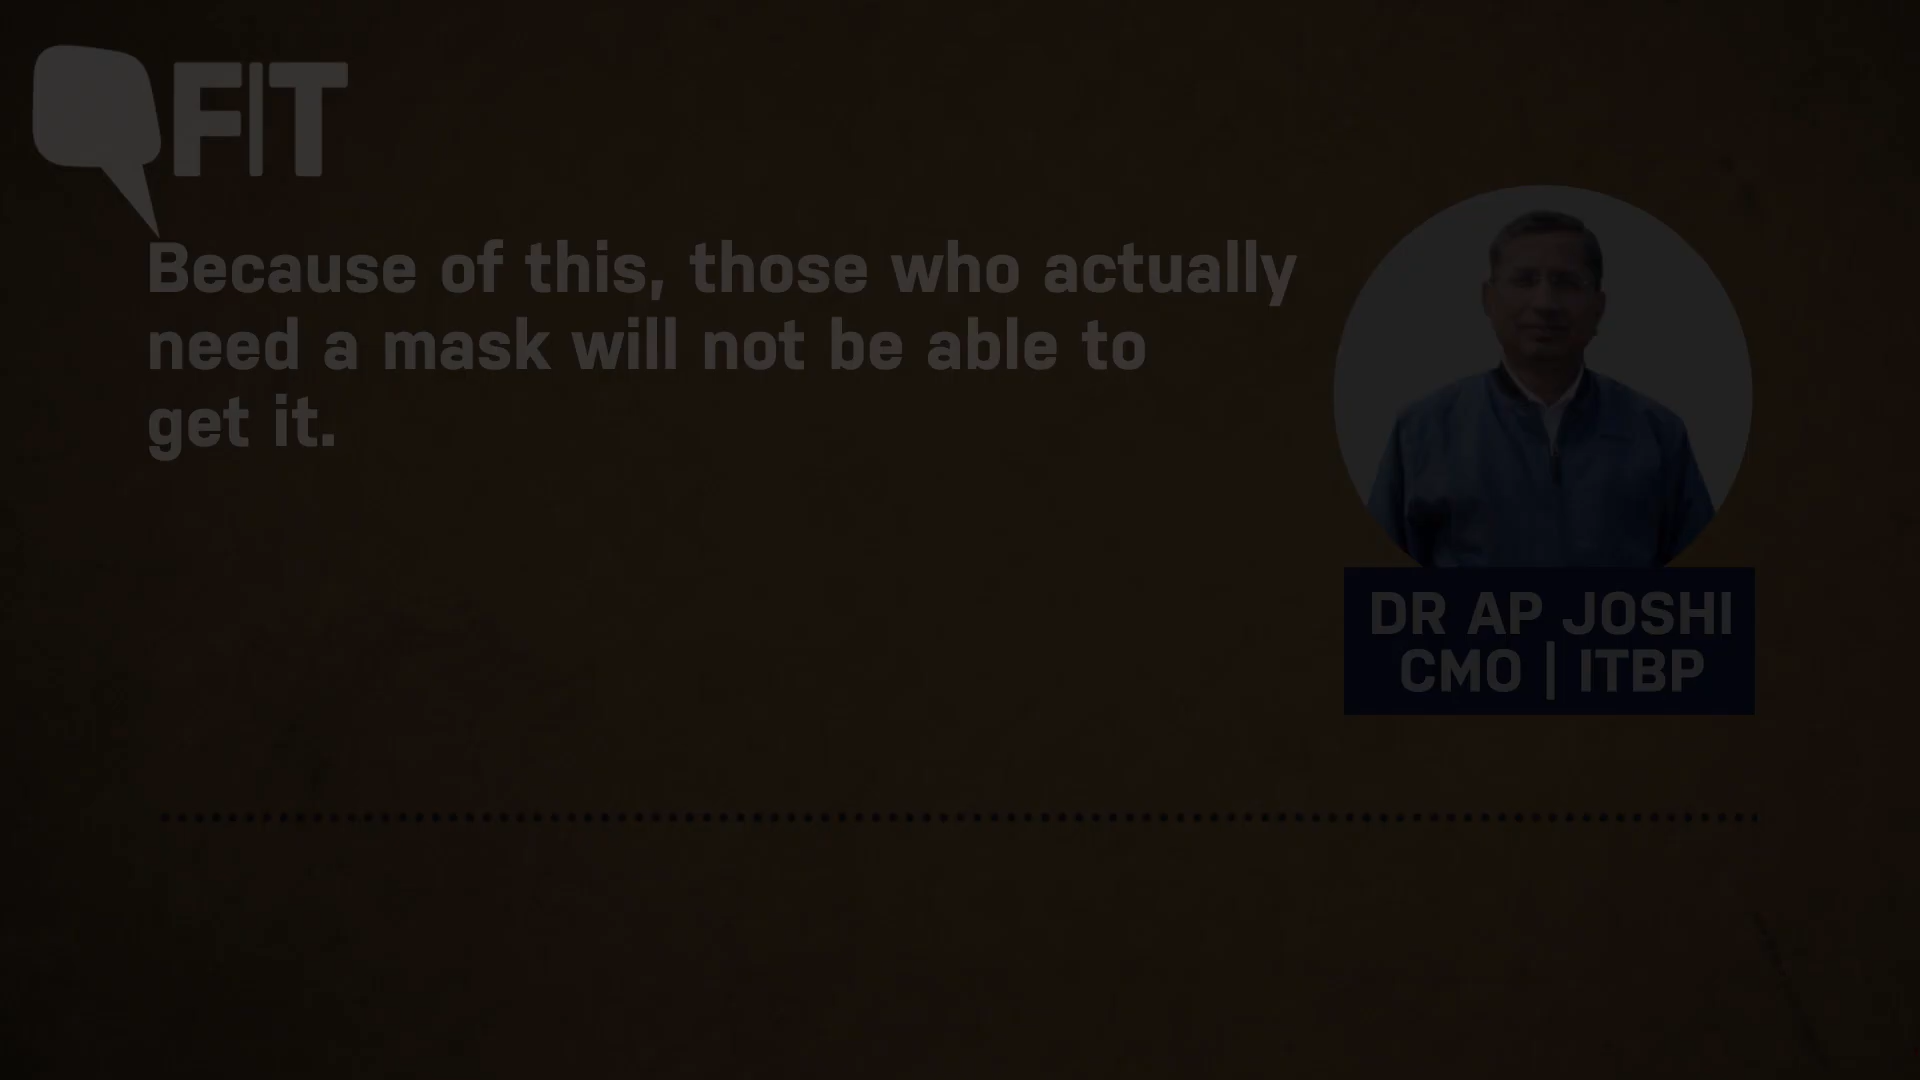 FIT
Because of this, those who actually
need a mask will not be able to
get it.
DR AP JOSHI
CMO | ITBP